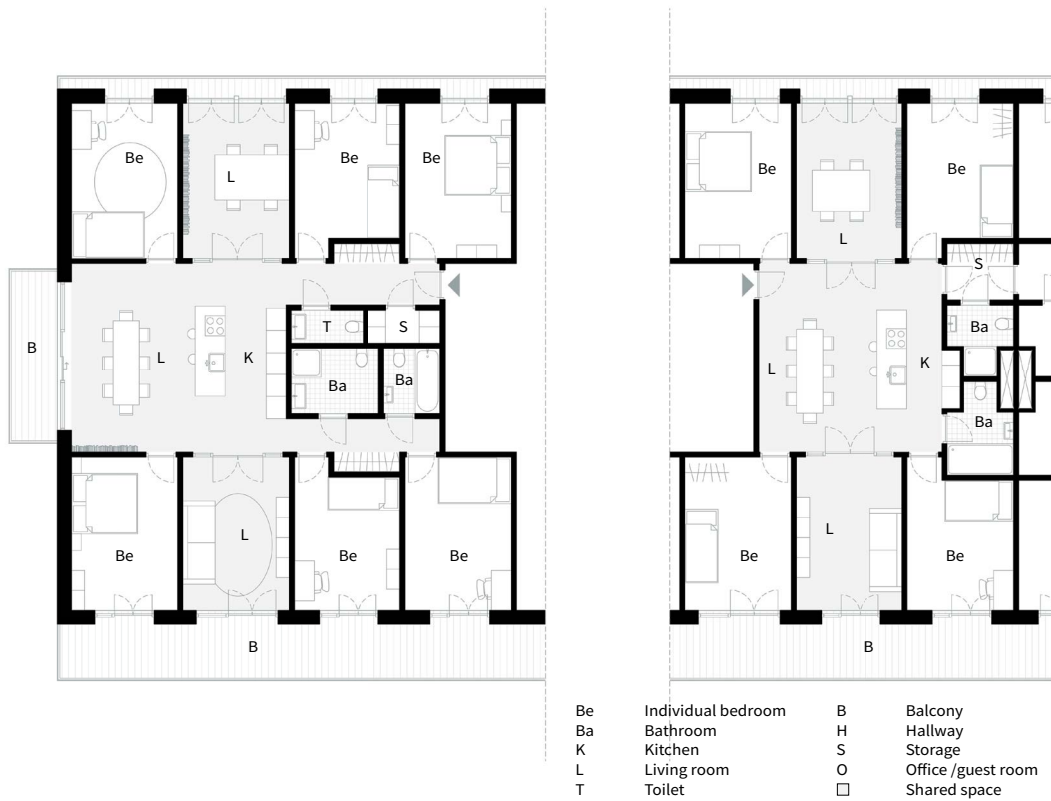 Be L Be Be Be L Be
S
T S Ba
B L K Ba Ba L K
Ba
Be L Be Be Be L Be
B B
Be Individual bedroom B Balcony
Ba Bathroom H Hallway
K Kitchen S Storage
L Living room O Office /guest room
T Toilet Shared space